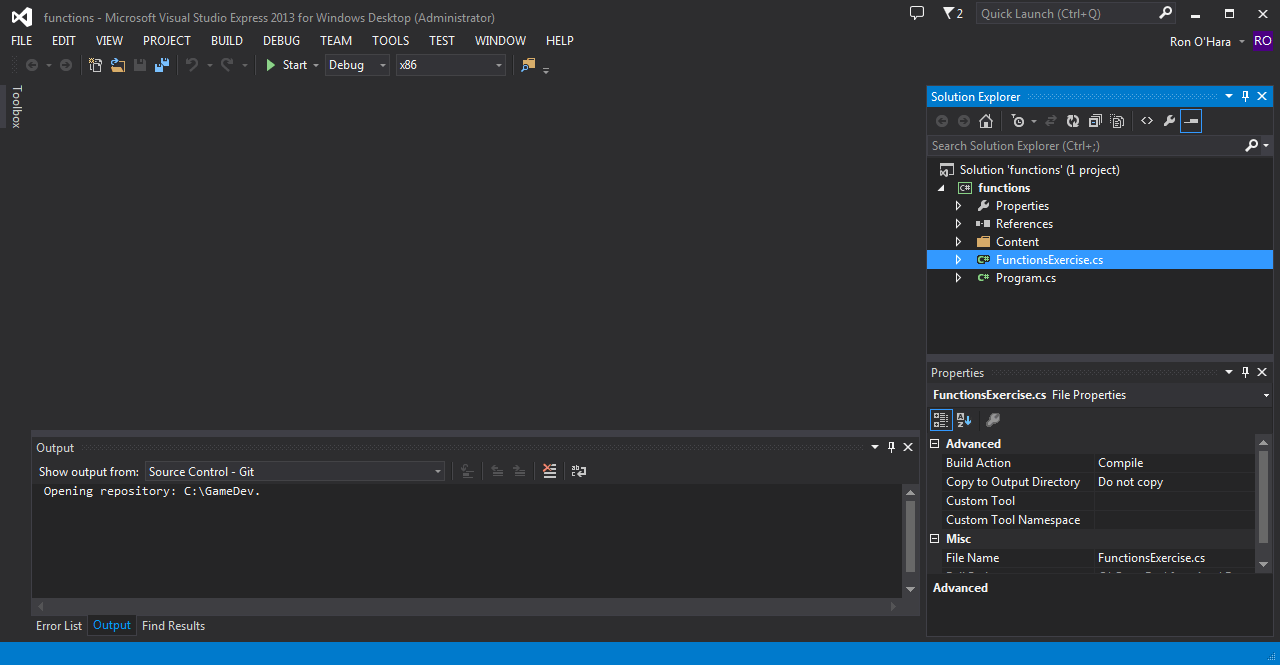 functions - Microsoft Visual Studio Express 2013 for Windows Desktop (Administrator)
2
Quick Launch (Ctrl+Q)
FILE EDIT VIEW PROJECT BUILD DEBUG TEAM TOOLS TEST WINDOW HELP
Ron O'Hara RO
Start Debug x86
Toolbox
Solution Explorer
Search Solution Explorer (Ctrl+;)
Solution 'functions' (1 project)
C# functions
Properties
References
Content
C# FunctionsExercise.cs
C# Program.cs
Properties
FunctionsExercise.cs File Properties
Advanced
Build Action Compile
Copy to Output Directory Do not copy
Custom Tool
Custom Tool Namespace
Misc
File Name FunctionsExercise.cs
Advanced
Output
Show output from: Source Control - Git
Opening repository: C:\GameDev.
Error List Output Find Results